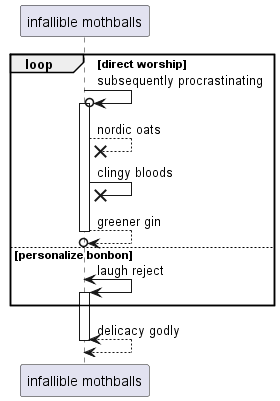 infallible mothballs
loop [direct worship]
subsequently procrastinating
nordic oats
clingy bloods
greener gin
[personalize bonbon]
laugh reject
delicacy godly
infallible mothballs